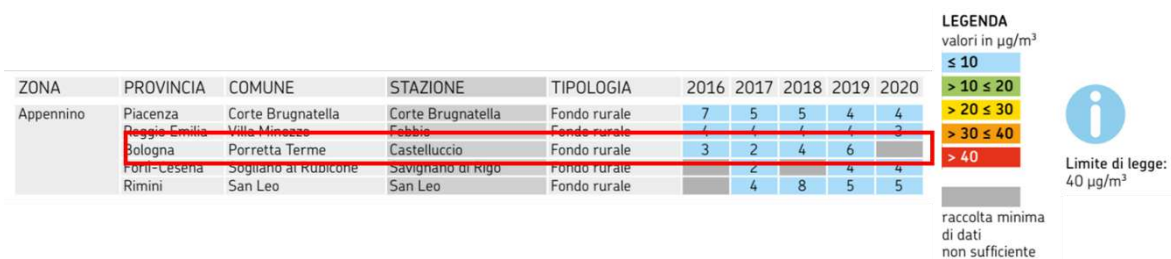 LEGENDA
valori in µg/m³
≤ 10
> 10 ≤ 20
> 20 ≤ 30
> 30 ≤ 40
> 40
raccolta minima
di dati
non sufficiente
Limite di legge:
40 µg/m³
ZONA PROVINCIA COMUNE STAZIONE TIPOLOGIA 2016 2017 2018 2019 2020
Appennino Piacenza Corte Brugnatella Corte Brugnatella Fondo rurale 7 5 5 4 4
Reggio Emilia Villa Minozzo Febbio Fondo rurale 4 4 4 4 3
Bologna Porretta Terme Castelluccio Fondo rurale 3 2 4 6
Forlì-Cesena Sogliano al Rubicone Savignano di Rigo Fondo rurale 2 4 4
Rimini San Leo San Leo Fondo rurale 4 8 5 5